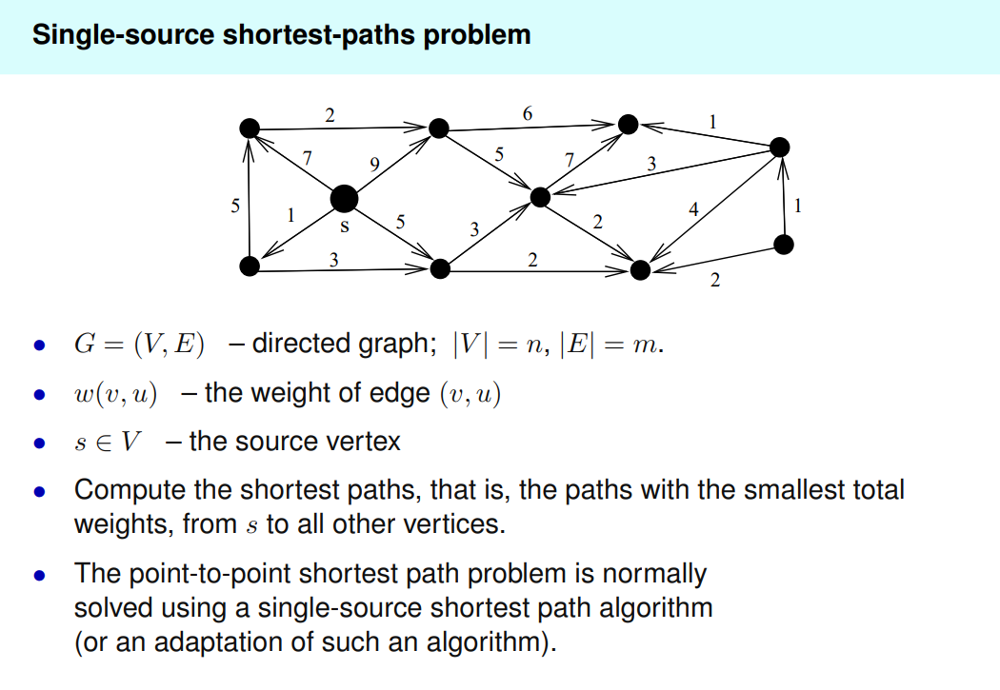 Single-source shortest-paths problem
2
6
1
7
9
5
7
3
5
1
s
5
3
2
4
1
3
2
2
• G = (V, E) – directed graph; |V| = n, |E| = m.
• w(v, u) – the weight of edge (v, u)
• s ∈ V – the source vertex
• Compute the shortest paths, that is, the paths with the smallest total
weights, from s to all other vertices.
• The point-to-point shortest path problem is normally
solved using a single-source shortest path algorithm
(or an adaptation of such an algorithm).